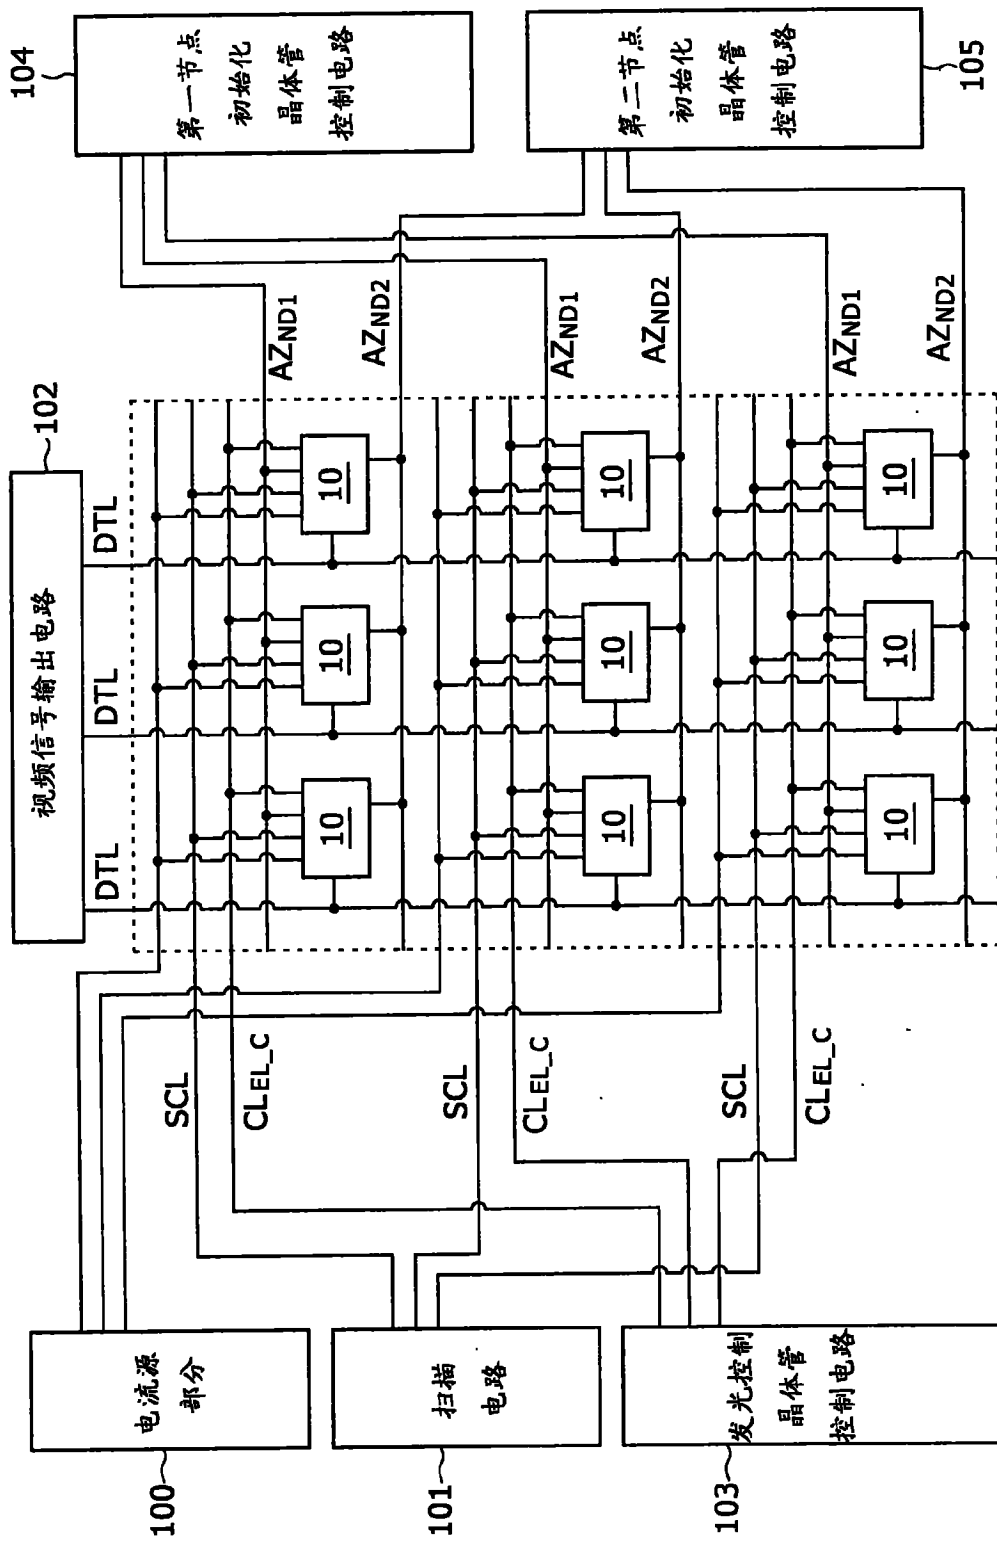 102
视频信号输出电路
DTL
DTL
DTL
100
电流源
部分
101
扫描
电路
103
发光控制
晶体管
控制电路
SCL
CLEL_C
SCL
CLEL_C
SCL
CLEL_C
10
10
10
10
10
10
10
10
10
AZND1
AZND2
AZND1
AZND2
AZND1
AZND2
104
第一节点
初始化
晶体管
控制电路
第二节点
初始化
晶体管
控制电路
105